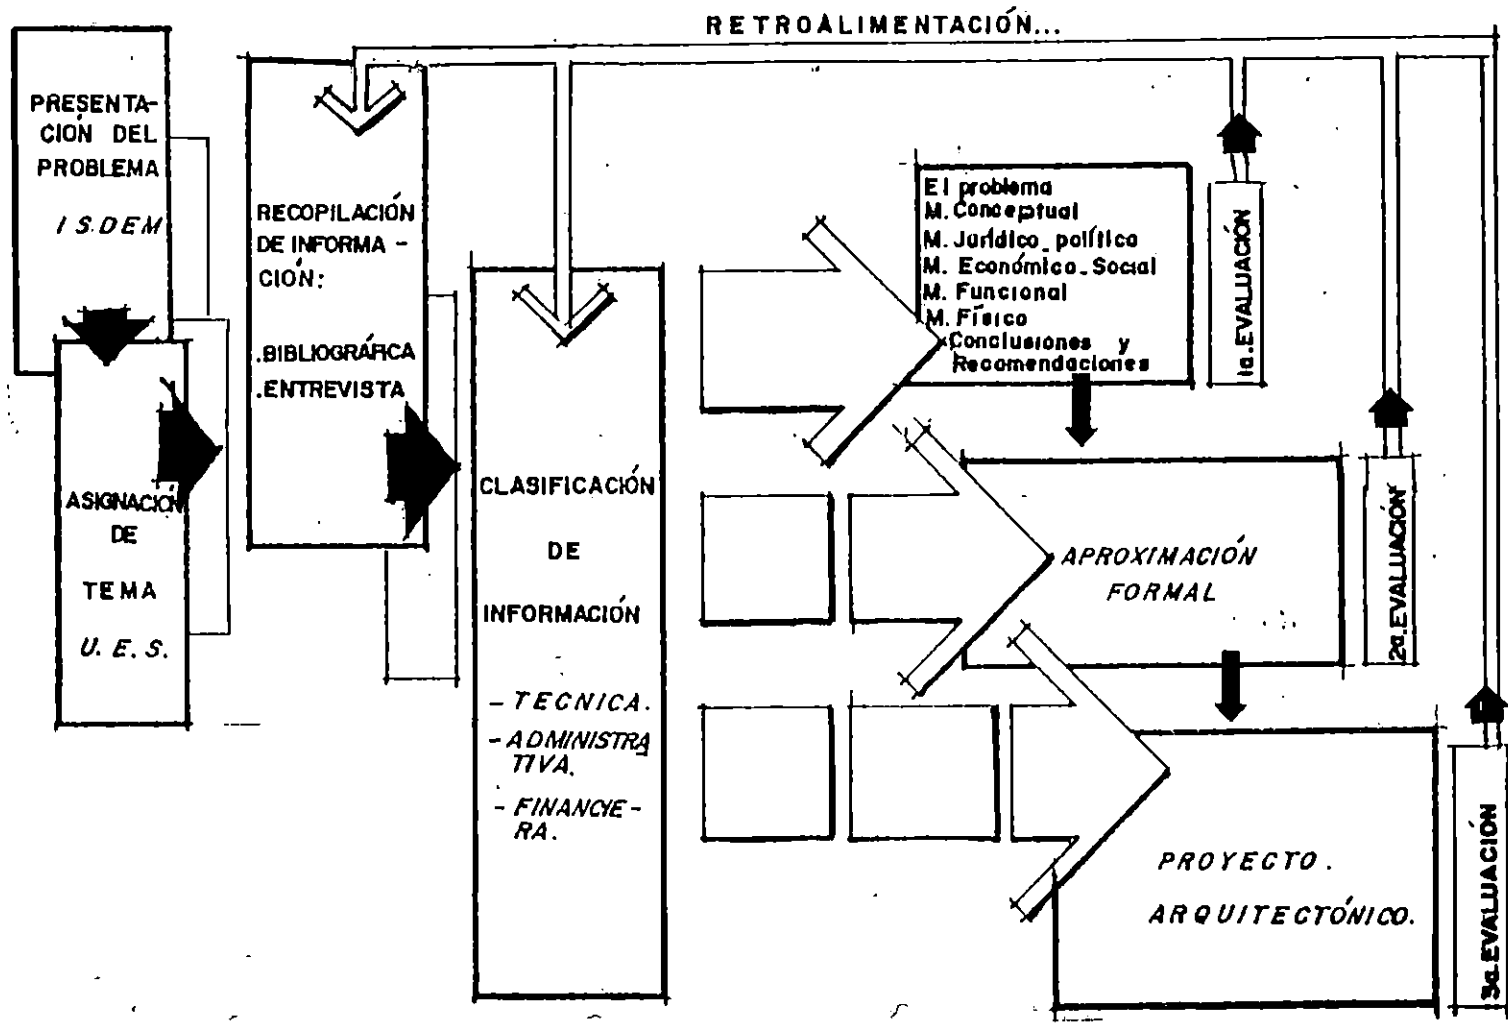 RETROALIMENTACIÓN...
PRESENTA-
CIÓN DEL
PROBLEMA
ISDEM
ASIGNACIÓN
DE
TEMA
U. E. S.
RECOPILACIÓN
DE INFORMA -
CIÓN:
.BIBLIOGRÁFICA
.ENTREVISTA
CLASIFICACIÓN
DE
INFORMACIÓN
- TECNICA.
- ADMINISTRA
TIVA.
- FINANCIE-
RA.
El problema
M. Conceptual
M. Jurídico_político
M. Económico_Social
M. Funcional
M. Físico
Conclusiones y
Recomendaciones
1a.EVALUACIÓN
APROXIMACIÓN
FORMAL
2a.EVALUACIÓN
PROYECTO.
ARQUITECTÓNICO.
3a.EVALUACION